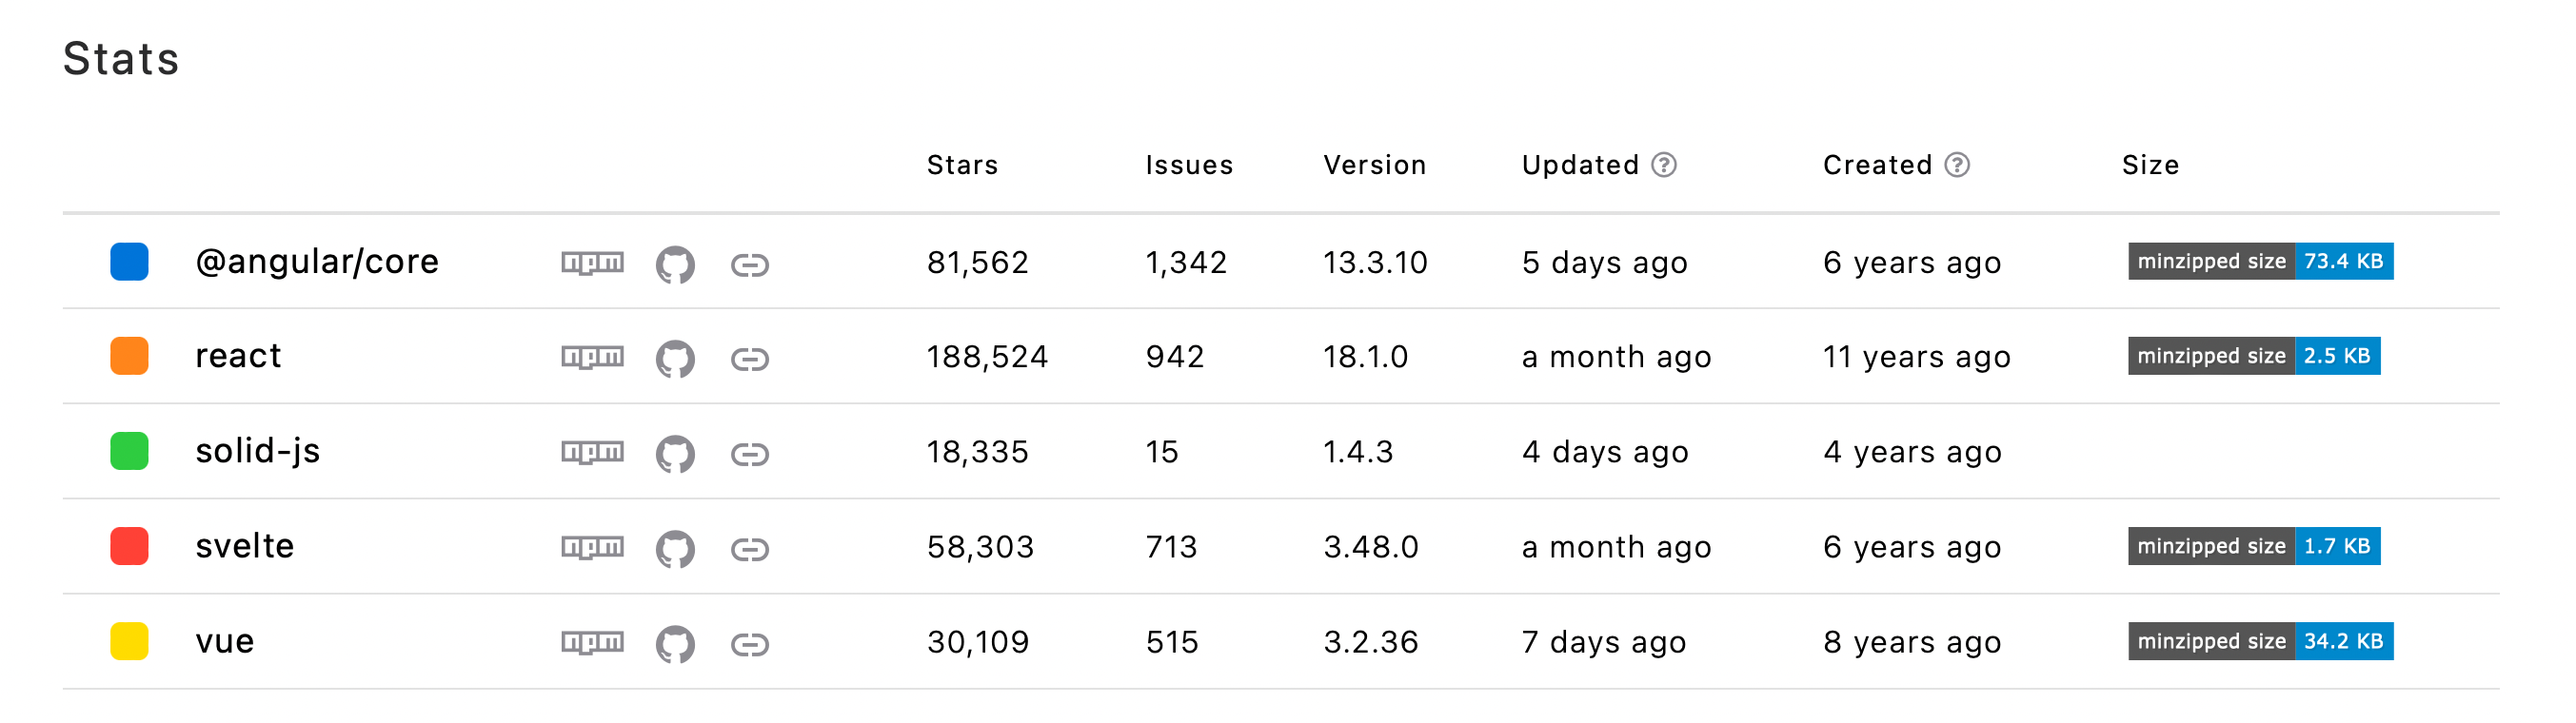 Stats
Stars Issues Version Updated ? Created ? Size
@angular/core npm 81,562 1,342 13.3.10 5 days ago 6 years ago minzipped size 73.4 KB
react npm 188,524 942 18.1.0 a month ago 11 years ago minzipped size 2.5 KB
solid-js npm 18,335 15 1.4.3 4 days ago 4 years ago
svelte npm 58,303 713 3.48.0 a month ago 6 years ago minzipped size 1.7 KB
vue npm 30,109 515 3.2.36 7 days ago 8 years ago minzipped size 34.2 KB